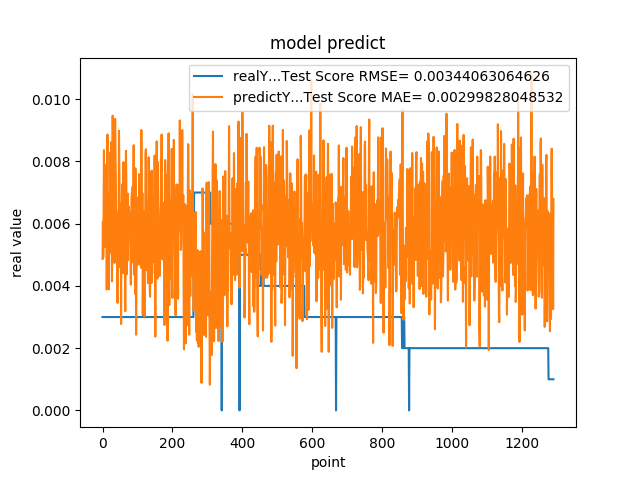 model predict
realY...Test Score RMSE= 0.00344063064626
predictY...Test Score MAE= 0.00299828048532
0.010
0.008
0.006
0.004
0.002
0.000
real value
0 200 400 600 800 1000 1200
point